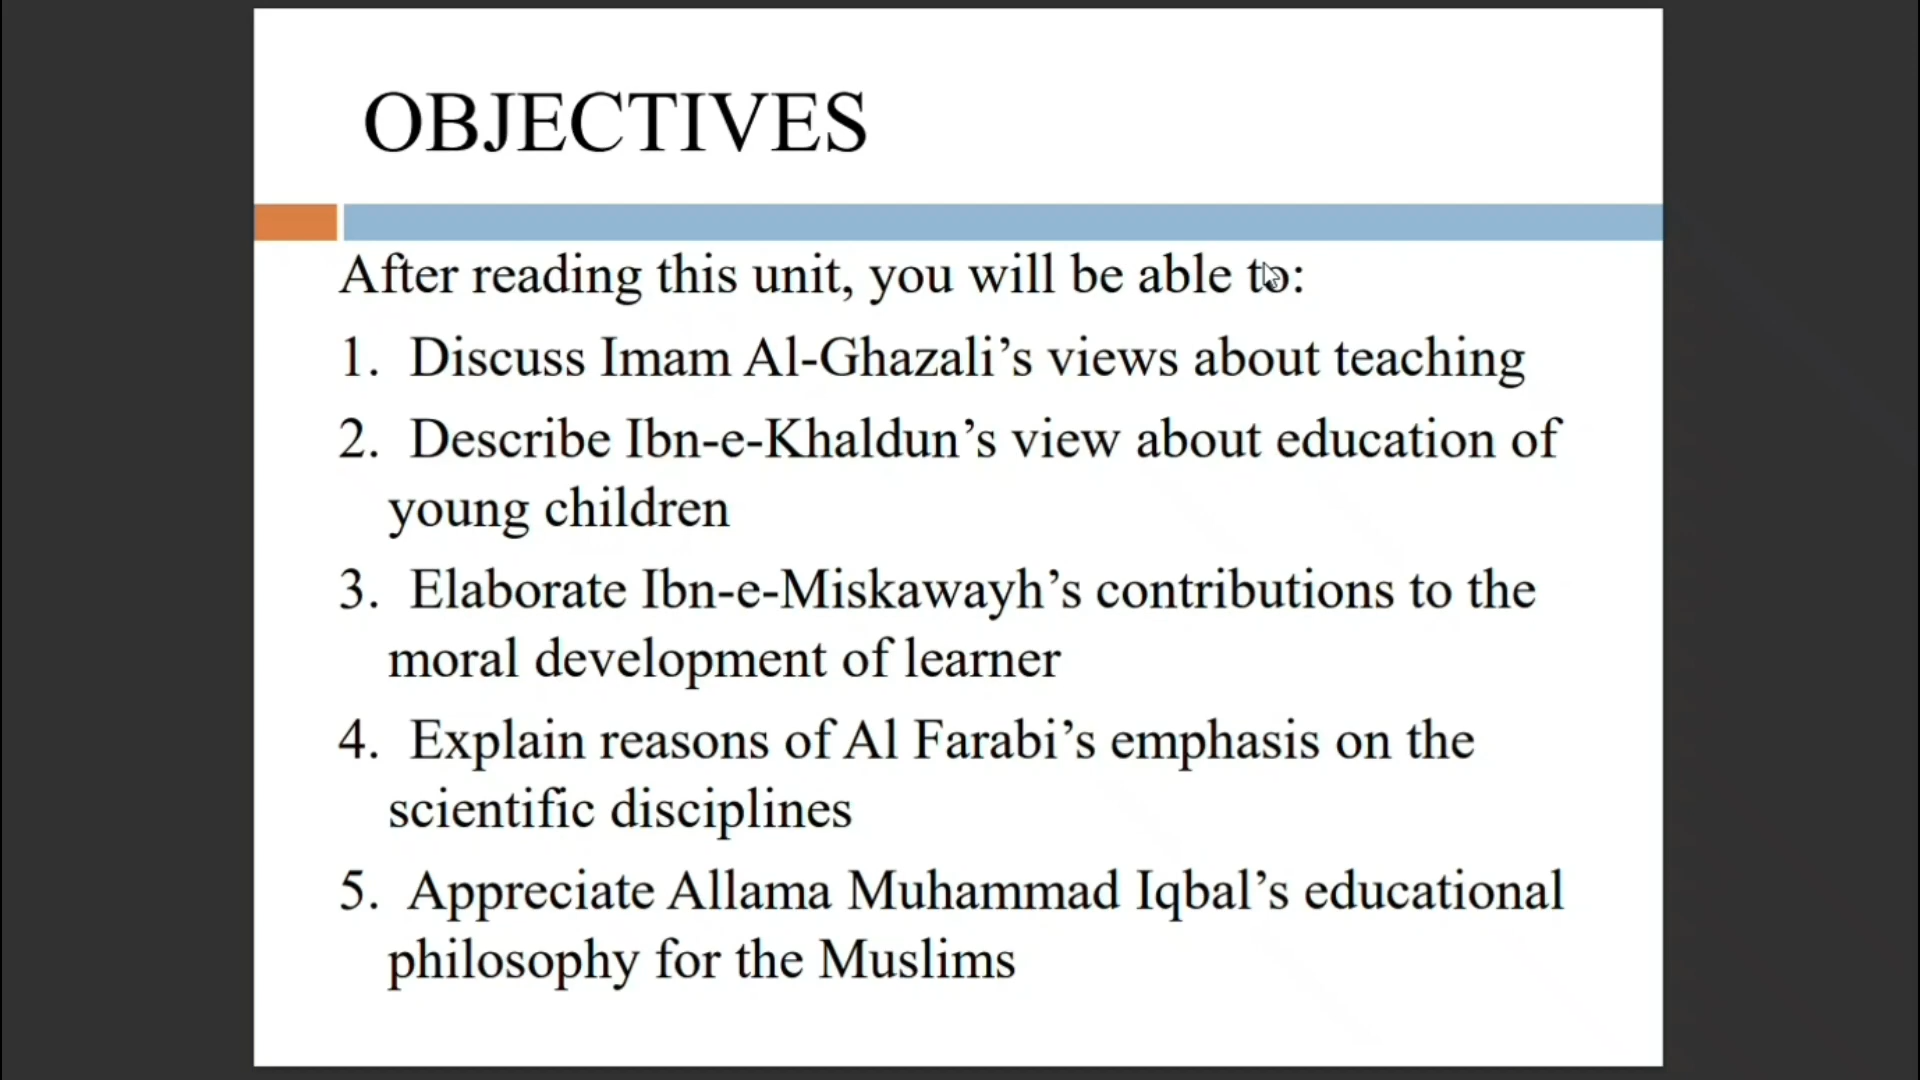 OBJECTIVES
After reading this unit, you will be able to:
1. Discuss Imam Al-Ghazali’s views about teaching
2. Describe Ibn-e-Khaldun’s view about education of
young children
3. Elaborate Ibn-e-Miskawayh’s contributions to the
moral development of learner
4. Explain reasons of Al Farabi’s emphasis on the
scientific disciplines
5. Appreciate Allama Muhammad Iqbal’s educational
philosophy for the Muslims